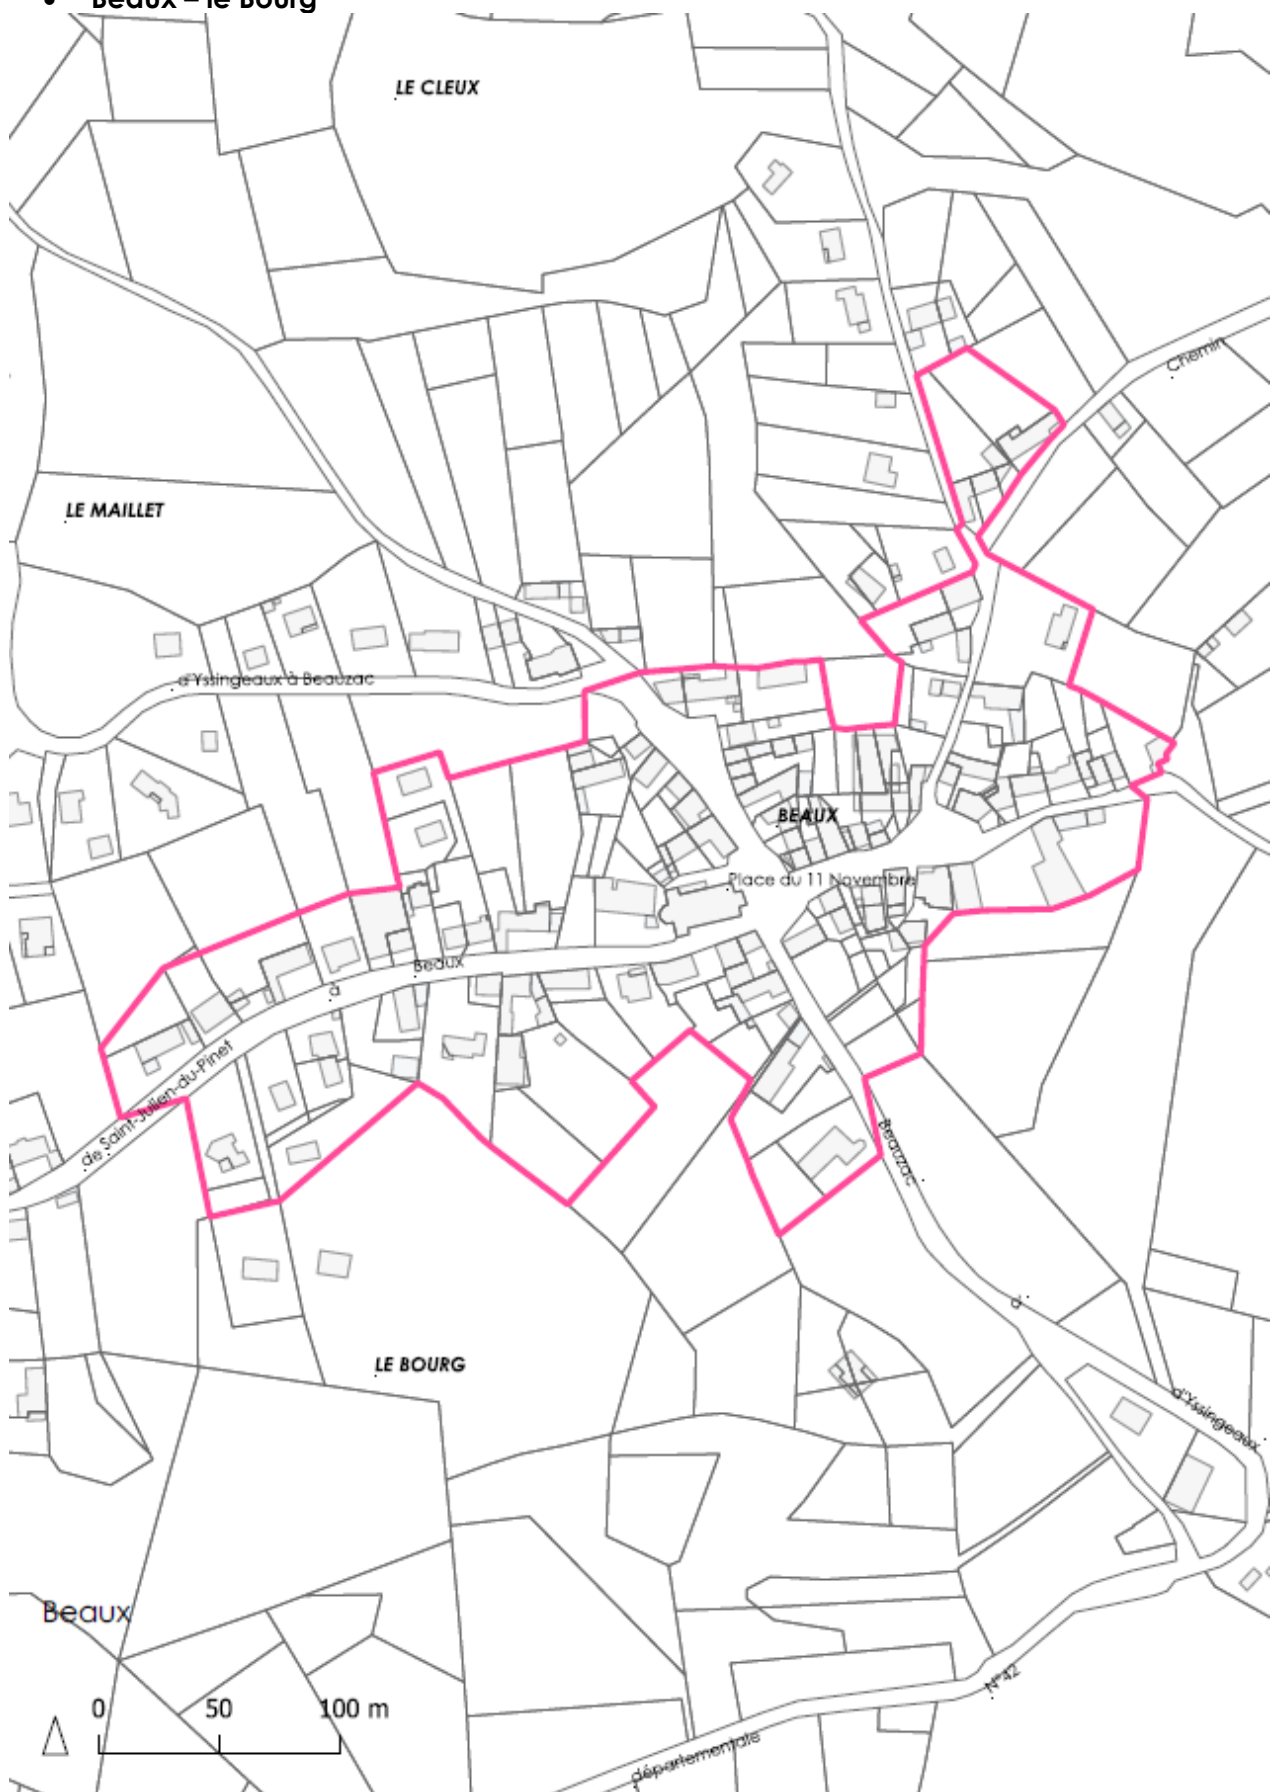 • Beaux – le Bourg
LE CLEUX
Chemin
LE MAILLET
d'Yssingeaux à Beauzac
BEAUX
Place du 11 Novembre
Beaux
à
de Saint-Julien-du-Pinet
Beauzac
à
LE BOURG
d'Yssingeaux
Beaux
N°42
0 50 100 m
départementale